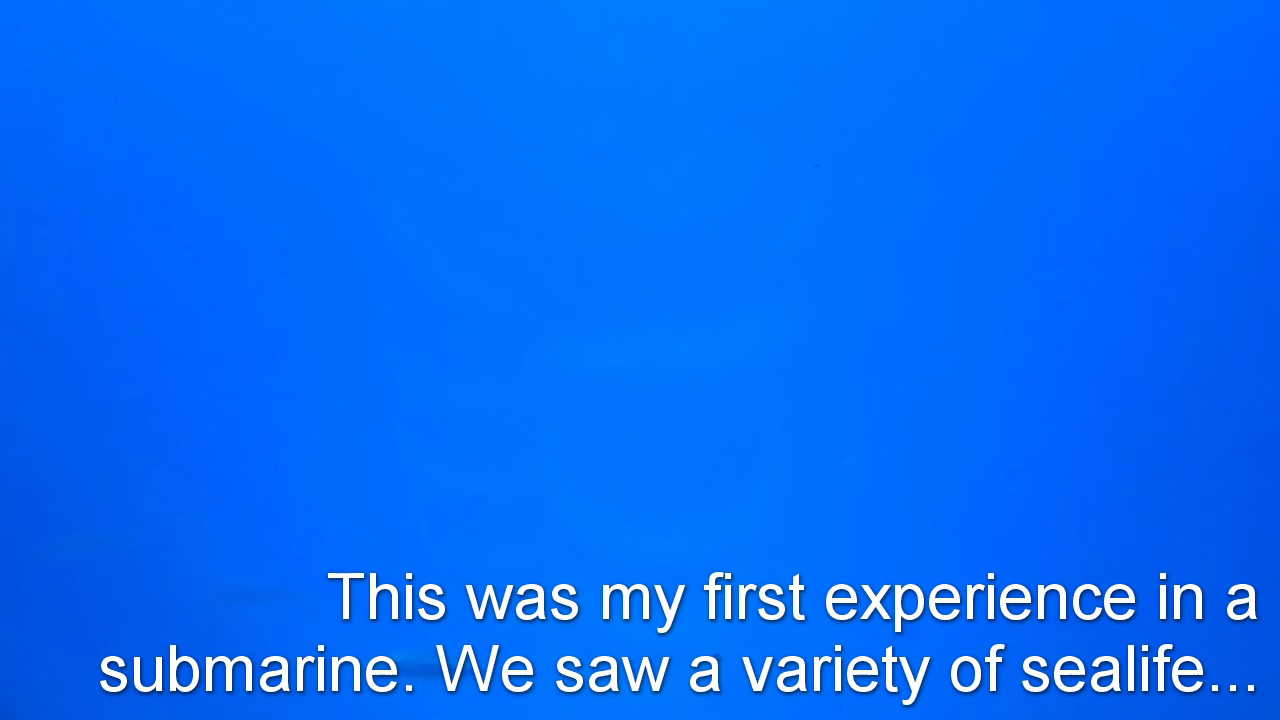 This was my first experience in a
submarine. We saw a variety of sealife...